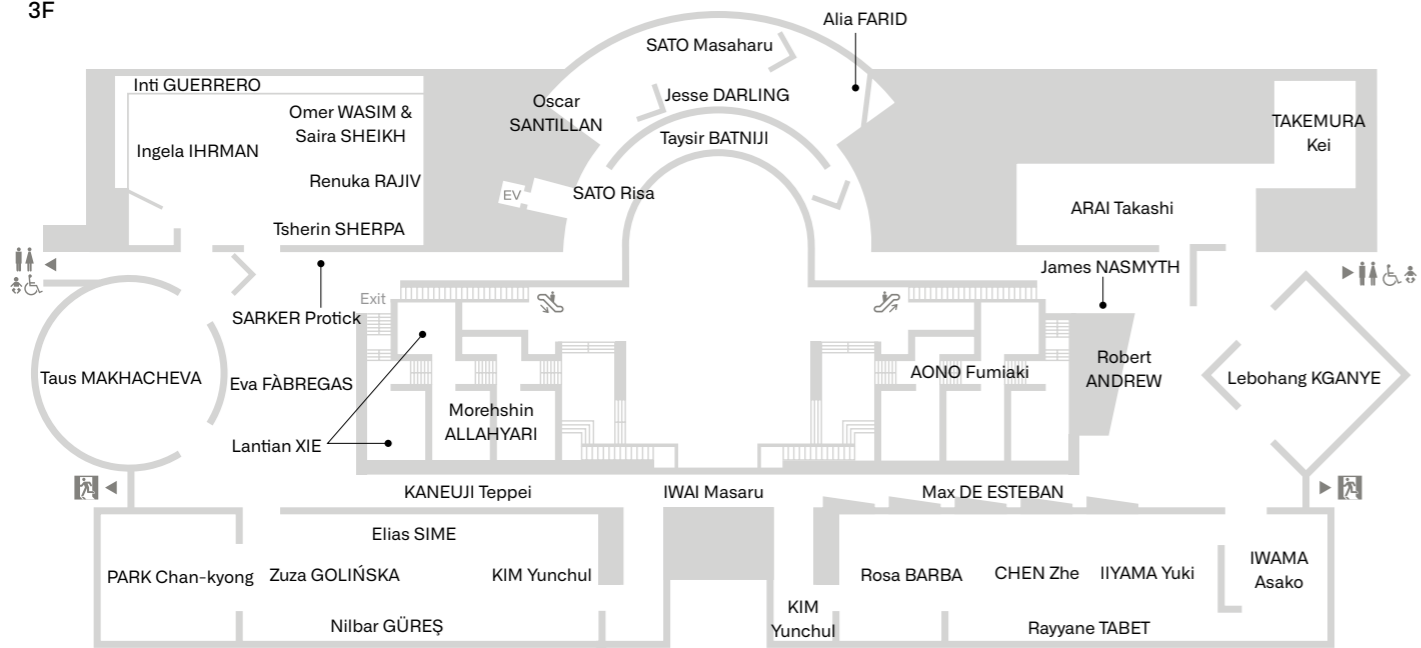 3F
Alia FARID
SATO Masaharu
Inti GUERRERO
Jesse DARLING
Oscar
SANTILLAN
Omer WASIM &
Saira SHEIKH
TAKEMURA
Kei
Taysir BATNIJI
Ingela IHRMAN
Renuka RAJIV
EV
SATO Risa
ARAI Takashi
Tsherin SHERPA
James NASMYTH
Exit
SARKER Protick
Robert
ANDREW
Taus MAKHACHEVA
Eva FÀBREGAS
AONO Fumiaki
Lebohang KGANYE
Morehshin
ALLAHYARI
Lantian XIE
KANEUJI Teppei
IWAI Masaru
Max DE ESTEBAN
Elias SIME
PARK Chan-kyong
Zuza GOLIŃSKA
KIM Yunchul
Rosa BARBA
CHEN Zhe
IIYAMA Yuki
IWAMA
Asako
KIM
Yunchul
Nilbar GÜREŞ
Rayyane TABET